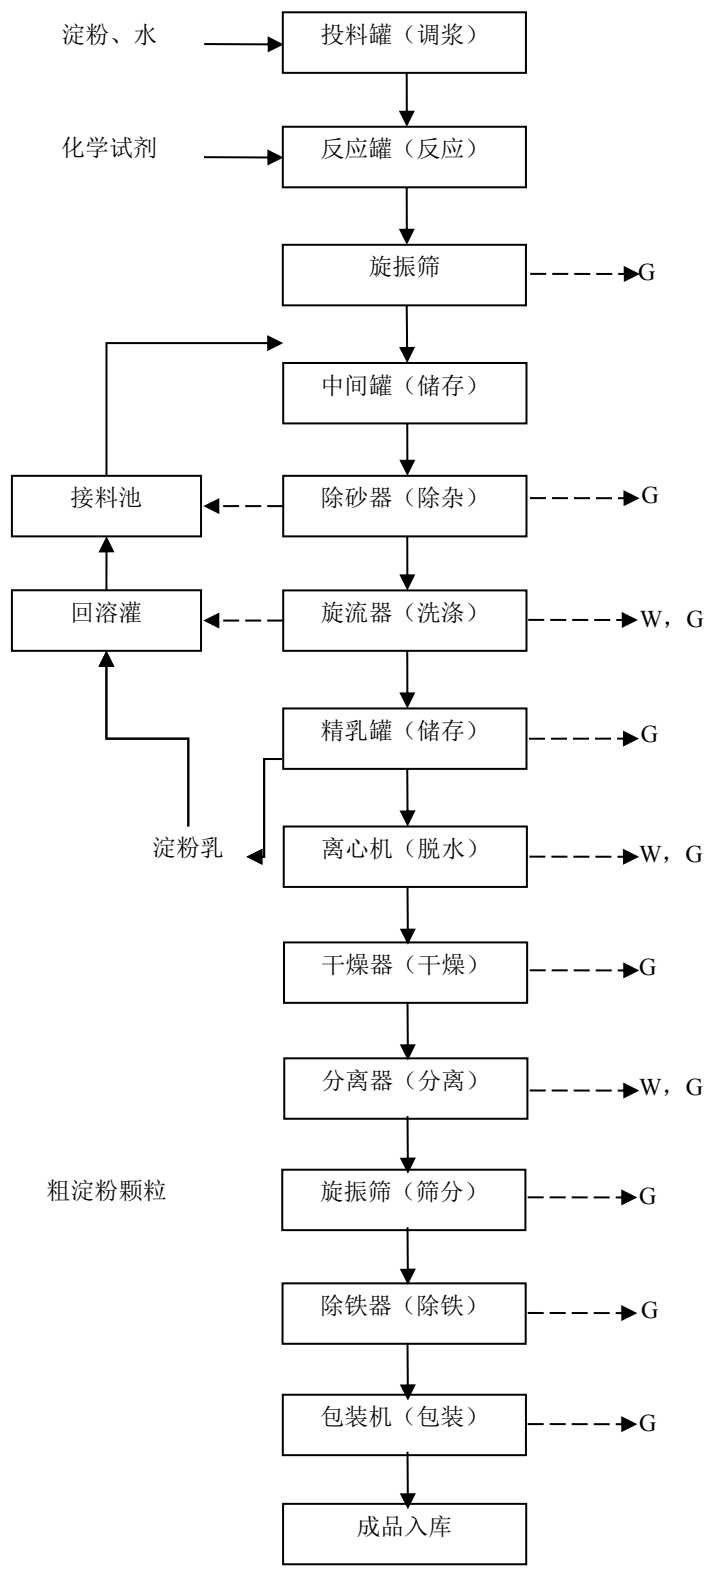 淀粉、水
投料罐（调浆）
化学试剂
反应罐（反应）
旋振筛
G
中间罐（储存）
接料池
除砂器（除杂）
G
回溶灌
旋流器（洗涤）
W，G
精乳罐（储存）
G
淀粉乳
离心机（脱水）
W，G
干燥器（干燥）
G
分离器（分离）
W，G
粗淀粉颗粒
旋振筛（筛分）
G
除铁器（除铁）
G
包装机（包装）
G
成品入库